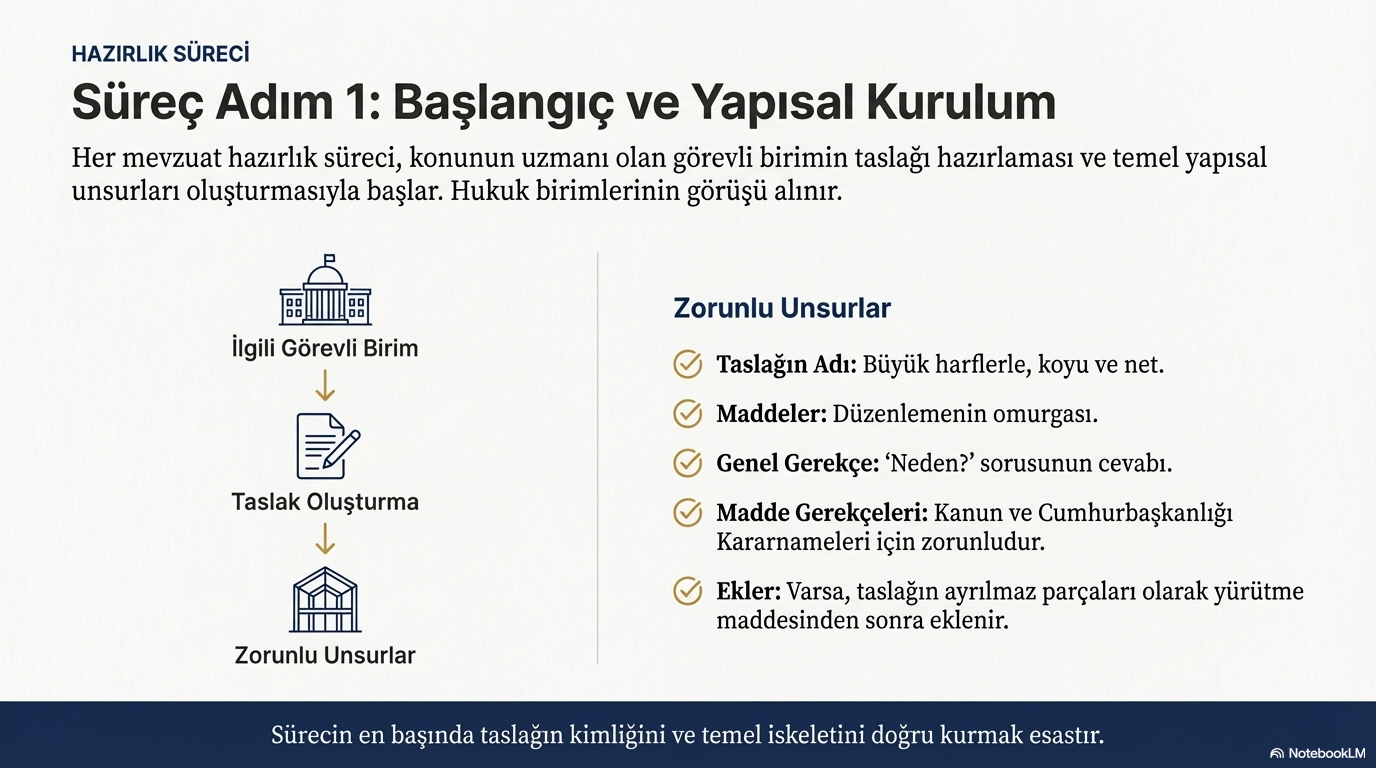 HAZIRLIK SÜRECİ
Süreç Adım 1: Başlangıç ve Yapısal Kurulum
Her mevzuat hazırlık süreci, konunun uzmanı olan görevli birimin taslağı hazırlaması ve temel yapısal
unsurları oluşturmasıyla başlar. Hukuk birimlerinin görüşü alınır.
İlgili Görevli Birim
Taslak Oluşturma
Zorunlu Unsurlar
Zorunlu Unsurlar
Taslağın Adı: Büyük harflerle, koyu ve net.
Maddeler: Düzenlemenin omurgası.
Genel Gerekçe: ‘Neden?’ sorusunun cevabı.
Madde Gerekçeleri: Kanun ve Cumhurbaşkanlığı
Kararnameleri için zorunludur.
Ekler: Varsa, taslağın ayrılmaz parçaları olarak yürütme
maddesinden sonra eklenir.
Sürecin en başında taslağın kimliğini ve temel iskeletini doğru kurmak esastır.
NotebookLM